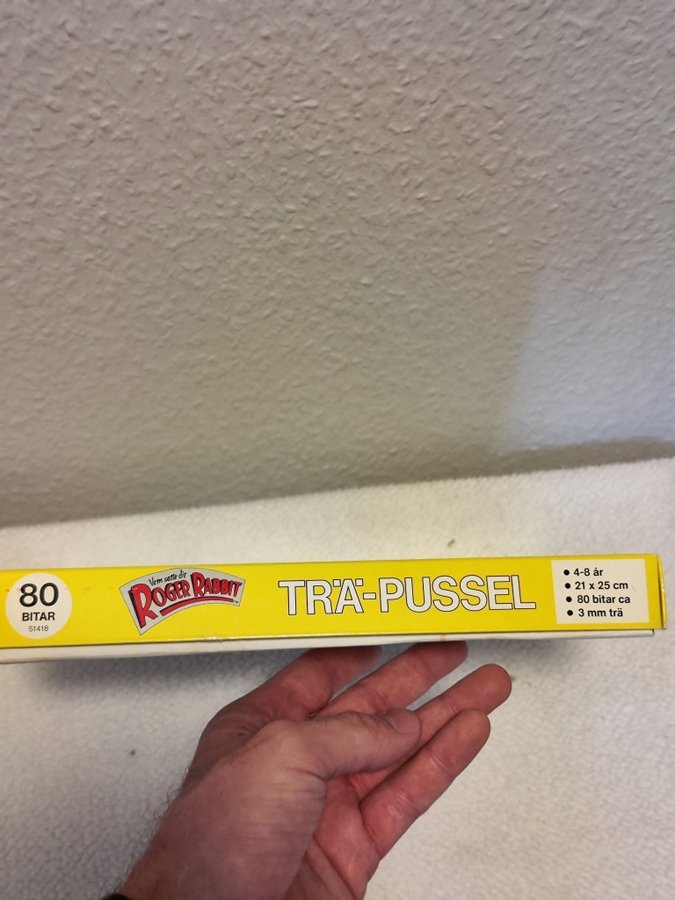 80
BITAR
51418
Vem satte dit
ROGER RABBIT
TRÄ-PUSSEL
• 4-8 år
• 21 x 25 cm
• 80 bitar ca
• 3 mm trä